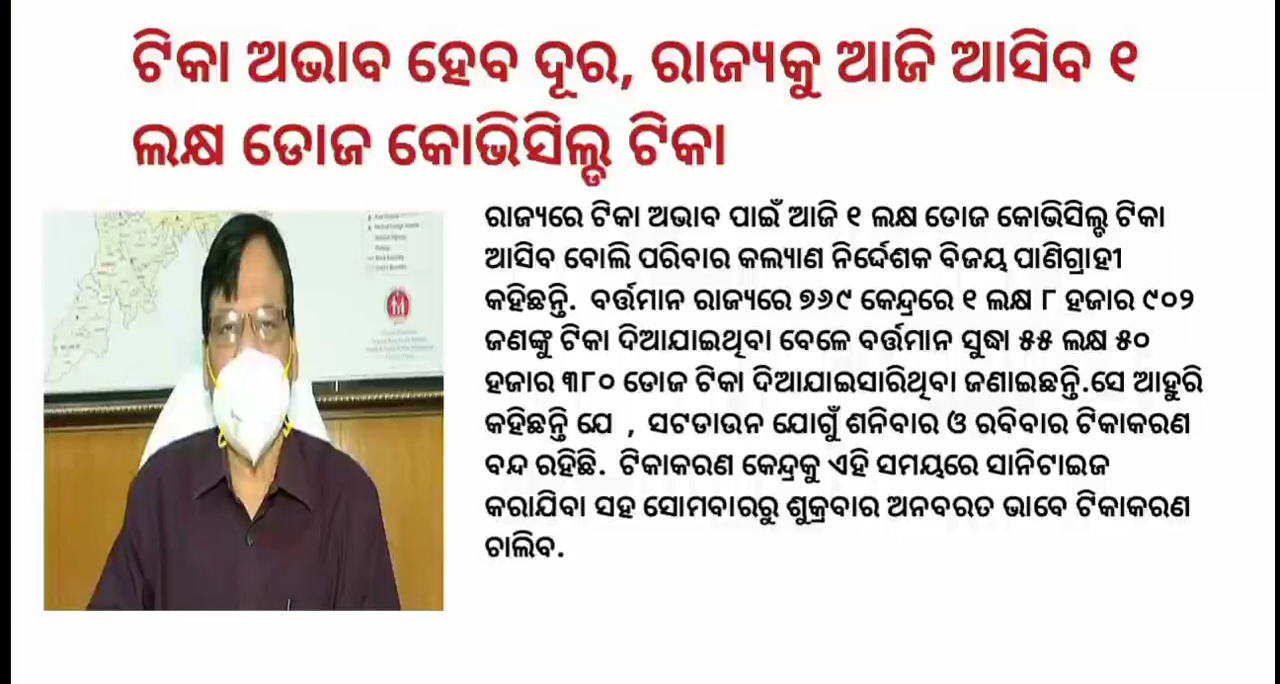 ଟିକା ଅଭାବ ହେବ ଦୂର, ରାଜ୍ୟକୁ ଆଜି ଆସିବ ୧
ଲକ୍ଷ ଡୋଜ କୋଭିସିଲ୍ଡ ଟିକା
ରାଜ୍ୟରେ ଟିକା ଅଭାବ ପାଇଁ ଆଜି ୧ ଲକ୍ଷ ଡୋଜ କୋଭିସିଲ୍ଡ ଟିକା
ଆସିବ ବୋଲି ପରିବାର କଲ୍ୟାଣ ନିର୍ଦ୍ଦେଶକ ବିଜୟ ପାଣିଗ୍ରାହୀ
କହିଛନ୍ତି. ବର୍ତ୍ତମାନ ରାଜ୍ୟରେ ୭୬୯ କେନ୍ଦ୍ରରେ ୧ ଲକ୍ଷ ୮ ହଜାର ୯୦୨
ଜଣଙ୍କୁ ଟିକା ଦିଆଯାଇଥିବା ବେଳେ ବର୍ତ୍ତମାନ ସୁଦ୍ଧା ୫୫ ଲକ୍ଷ ୫୦
ହଜାର ୩୮୦ ଡୋଜ ଟିକା ଦିଆଯାଇସାରିଥିବା ଜଣାଇଛନ୍ତି.ସେ ଆହୁରି
କହିଛନ୍ତି ଯେ , ସଟଡାଉନ ଯୋଗୁଁ ଶନିବାର ଓ ରବିବାର ଟିକାକରଣ
ବନ୍ଦ ରହିଛି. ଟିକାକରଣ କେନ୍ଦ୍ରକୁ ଏହି ସମୟରେ ସାନିଟାଇଜ
କରାଯିବା ସହ ସୋମବାରରୁ ଶୁକ୍ରବାର ଅନବରତ ଭାବେ ଟିକାକରଣ
ଚାଲିବ.